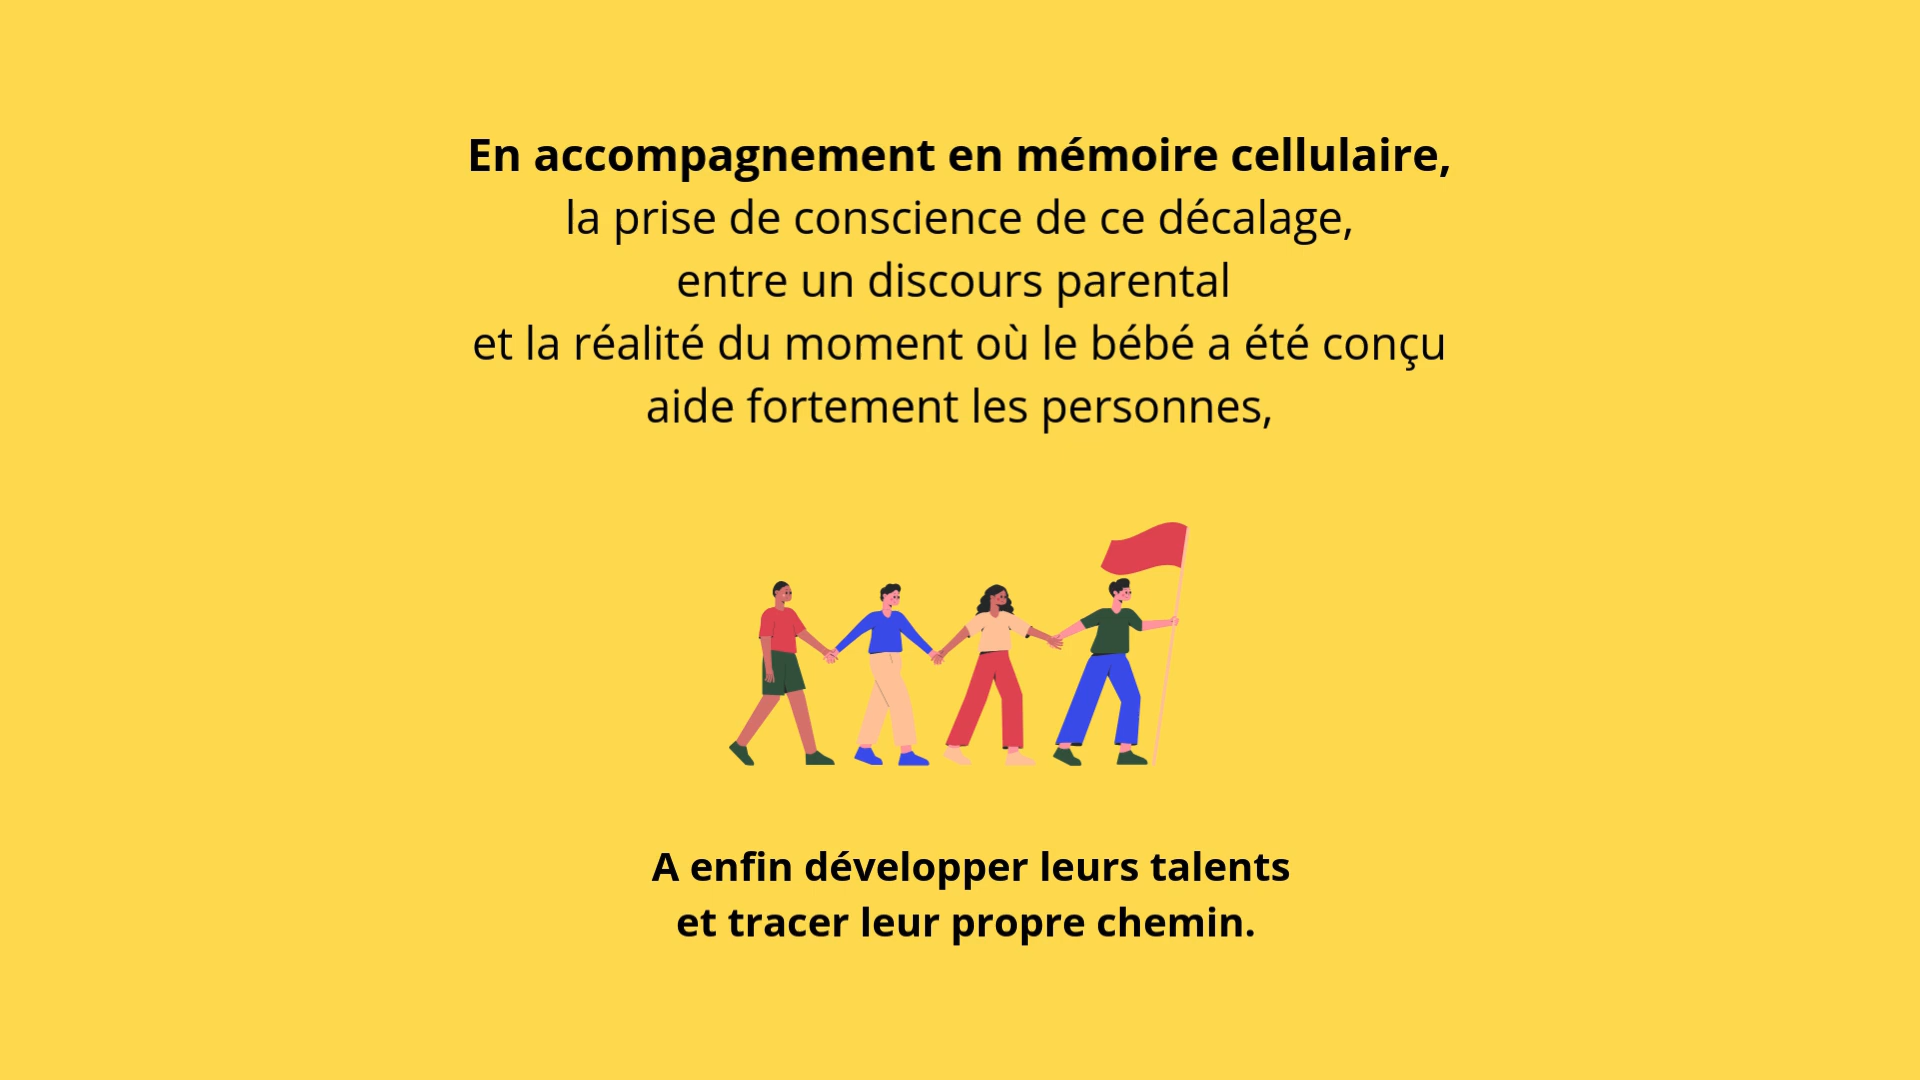 En accompagnement en mémoire cellulaire,
la prise de conscience de ce décalage,
entre un discours parental
et la réalité du moment où le bébé a été conçu
aide fortement les personnes,
A enfin développer leurs talents
et tracer leur propre chemin.